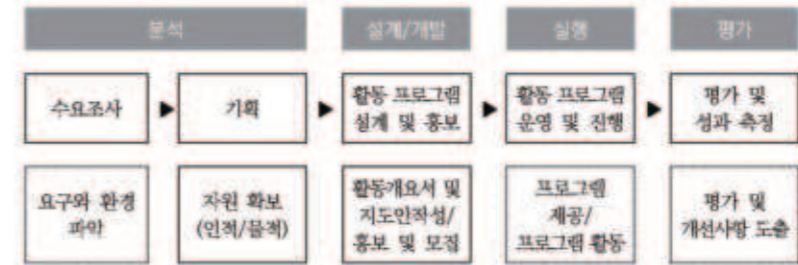 분석 설계/개발 실행 평가
수요조사 ▶ 기획 ▶ 활동 프로그램 ▶ 활동 프로그램 ▶ 평가 및
설계 및 홍보 운영 및 진행 성과 측정
요구와 환경 자원 확보 활동개요서 및 프로그램 평가 및
파악 (인적/물적) 지도안작성/ 제공/ 개선사항 도출
홍보 및 모집 프로그램 활동